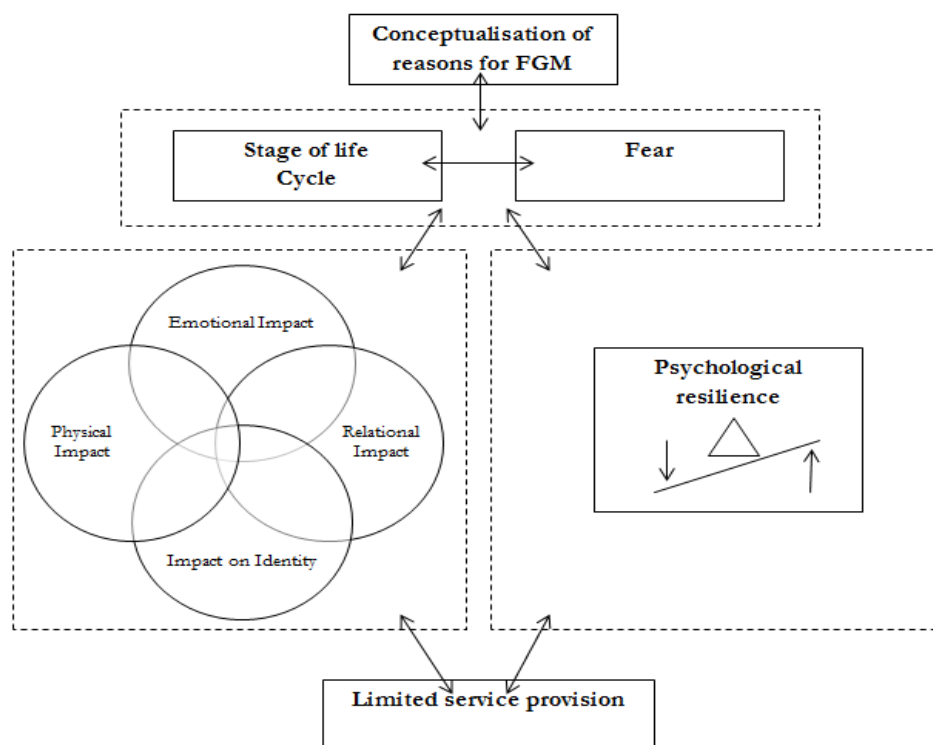 Conceptualisation of
reasons for FGM
Stage of life
Cycle
Fear
Emotional Impact
Physical
Impact
Relational
Impact
Impact on Identity
Psychological
resilience
Limited service provision